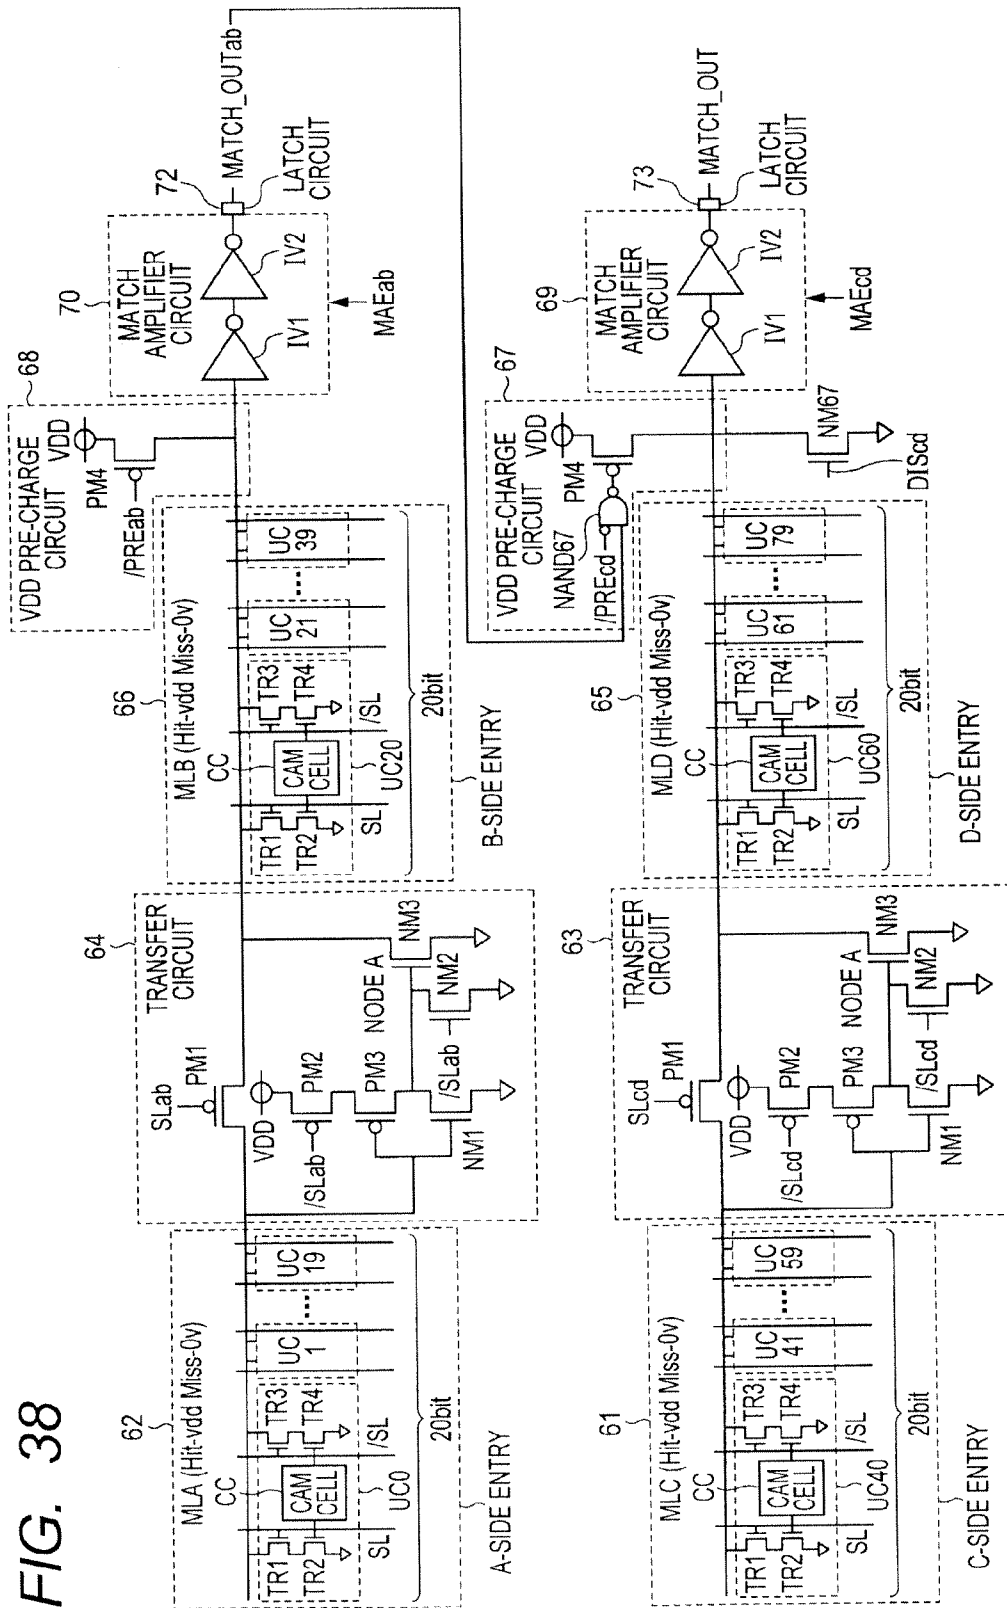 FIG. 38
62
MLA (Hit-vdd Miss-0v)
CC
TR1
TR2
CAM
CELL
TR3
TR4
SL
/SL
UC0
UC
1
UC
19
20bit
A-SIDE ENTRY
64
TRANSFER
CIRCUIT
SLab
PM1
VDD
PM2
/SLab
PM3
NODE A
/SLab
NM1
NM2
NM3
66
MLB (Hit-vdd Miss-0v)
CC
TR1
TR2
CAM
CELL
TR3
TR4
SL
/SL
UC20
UC
21
UC
39
20bit
B-SIDE ENTRY
68
VDD PRE-CHARGE
CIRCUIT
VDD
PM4
/PREab
70
MATCH
AMPLIFIER
CIRCUIT
IV1
IV2
MAEab
72
LATCH
CIRCUIT
MATCH_OUTab
61
MLC (Hit-vdd Miss-0v)
CC
TR1
TR2
CAM
CELL
TR3
TR4
SL
/SL
UC40
UC
41
UC
59
20bit
C-SIDE ENTRY
63
TRANSFER
CIRCUIT
SLcd
PM1
VDD
PM2
/SLcd
PM3
NODE A
/SLcd
NM1
NM2
NM3
65
MLD (Hit-vdd Miss-0v)
CC
TR1
TR2
CAM
CELL
TR3
TR4
SL
/SL
UC60
UC
61
UC
79
20bit
D-SIDE ENTRY
67
VDD PRE-CHARGE
CIRCUIT
VDD
PM4
NAND67
/PREcd
NM67
DIScd
69
MATCH
AMPLIFIER
CIRCUIT
IV1
IV2
MAEcd
73
LATCH
CIRCUIT
MATCH_OUT